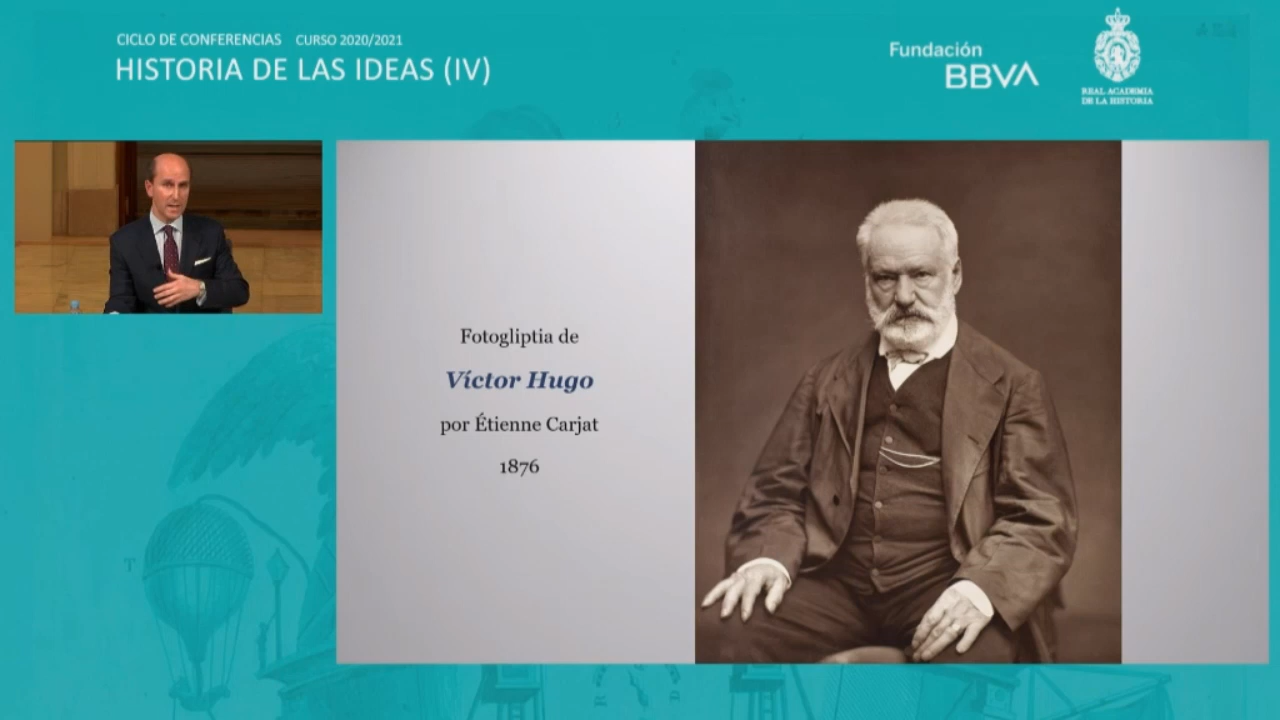 CICLO DE CONFERENCIAS CURSO 2020/2021
HISTORIA DE LAS IDEAS (IV)
Fundación
BBVA
REAL ACADEMIA
DE LA HISTORIA
Fotogliptia de
Víctor Hugo
por Étienne Carjat
1876
T